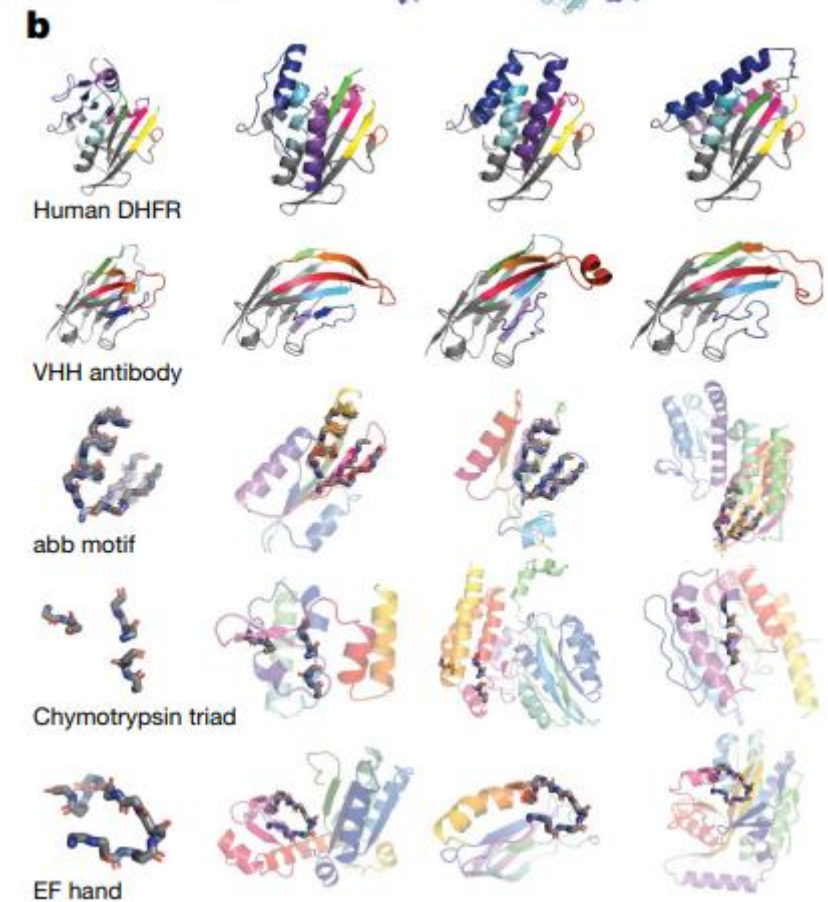 b
Human DHFR
VHH antibody
abb motif
Chymotrypsin triad
EF hand